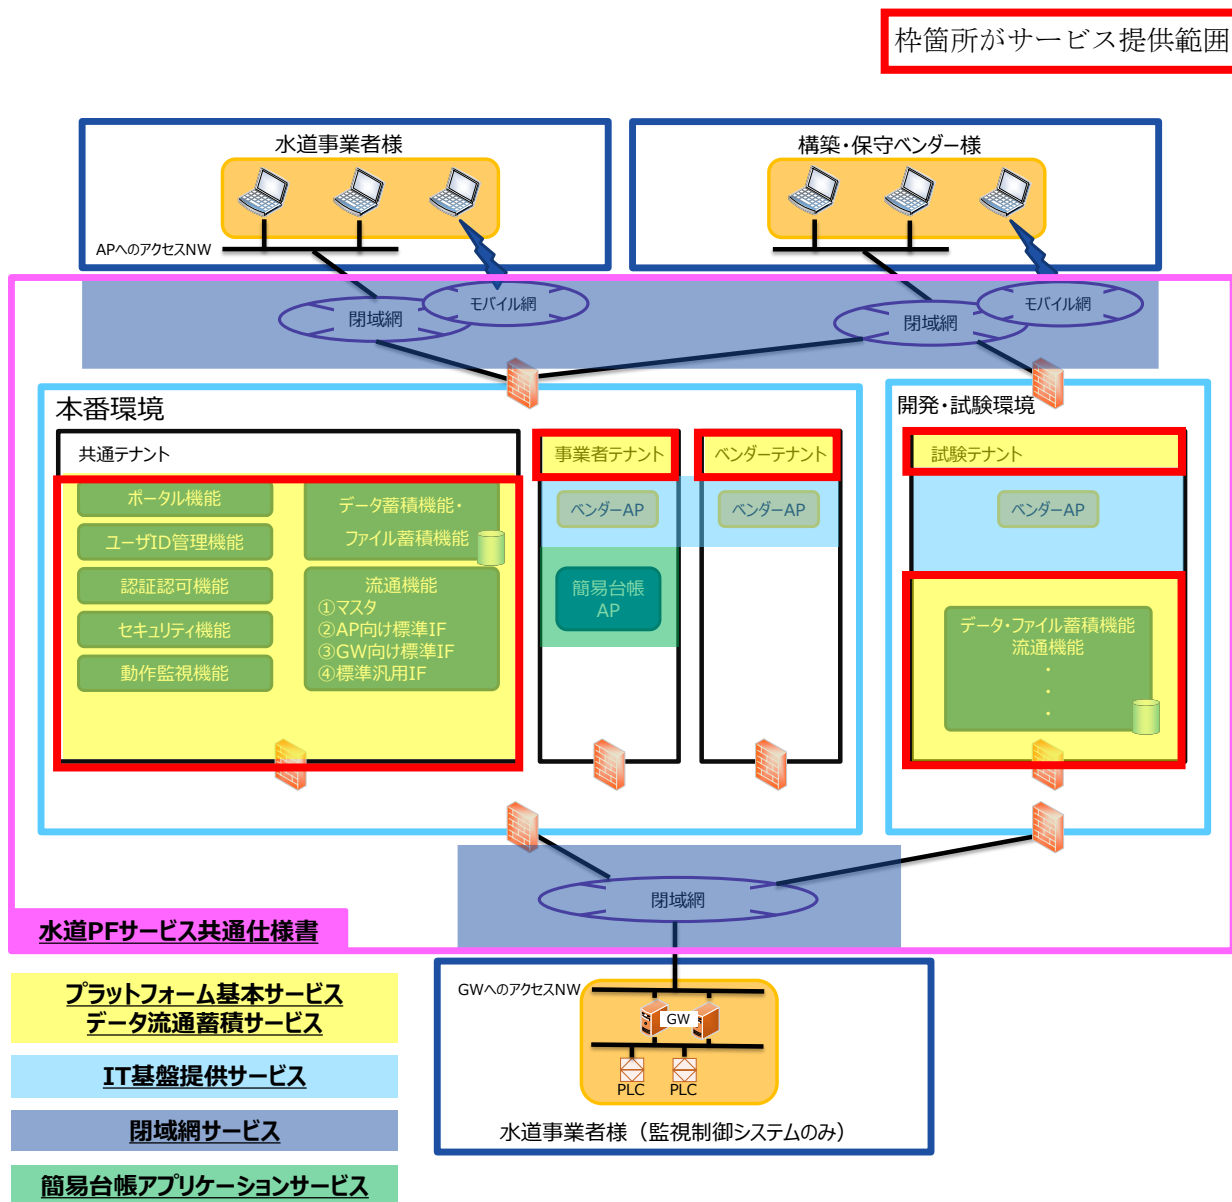 枠箇所がサービス提供範囲
水道事業者様
構築・保守ベンダー様
APへのアクセスNW
閉域網
モバイル網
閉域網
モバイル網
本番環境
開発・試験環境
共通テナント
事業者テナント
ベンダーテナント
試験テナント
ポータル機能
ユーザID管理機能
認証認可機能
セキュリティ機能
動作監視機能
データ蓄積機能・
ファイル蓄積機能
流通機能
①マスタ
②AP向け標準IF
③GW向け標準IF
④標準汎用IF
ベンダーAP
簡易台帳
AP
ベンダーAP
ベンダーAP
データ・ファイル蓄積機能
流通機能
・
・
・
閉域網
水道PFサービス共通仕様書
GWへのアクセスNW
GW
PLC
PLC
水道事業者様（監視制御システムのみ）
プラットフォーム基本サービス
データ流通蓄積サービス
IT基盤提供サービス
閉域網サービス
簡易台帳アプリケーションサービス